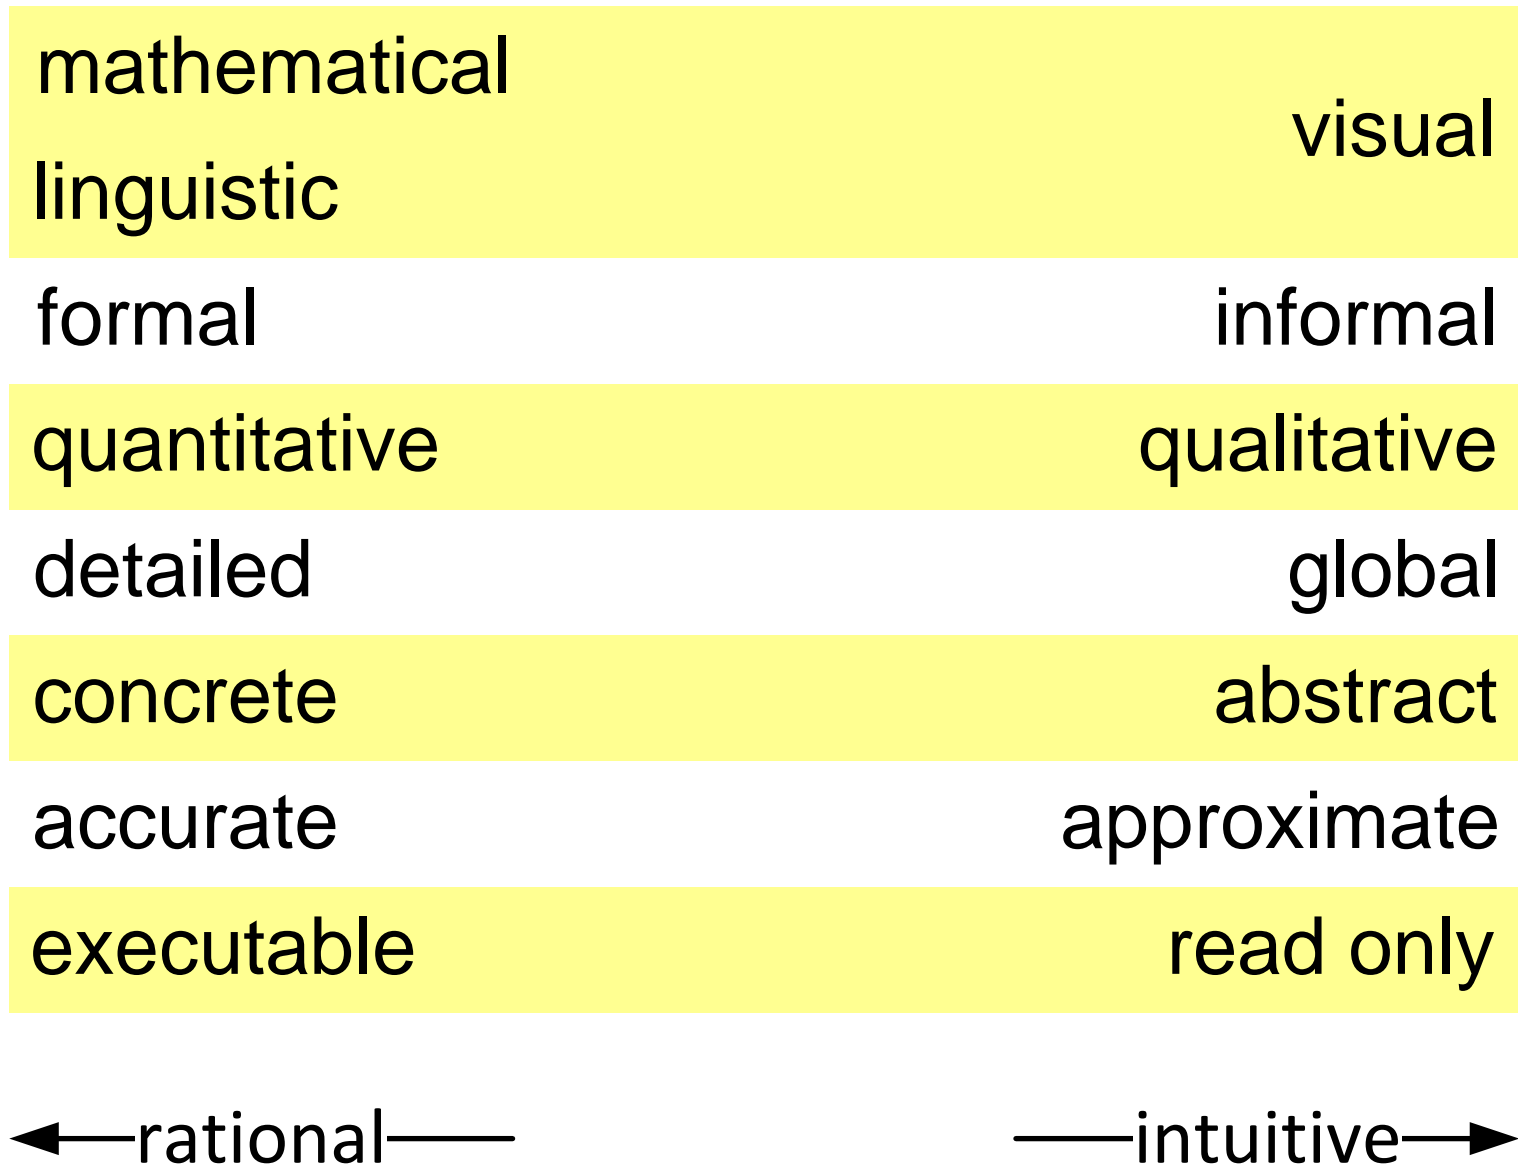 mathematical
visual
linguistic
formal informal
quantitative qualitative
detailed global
concrete abstract
accurate approximate
executable read only
rational intuitive